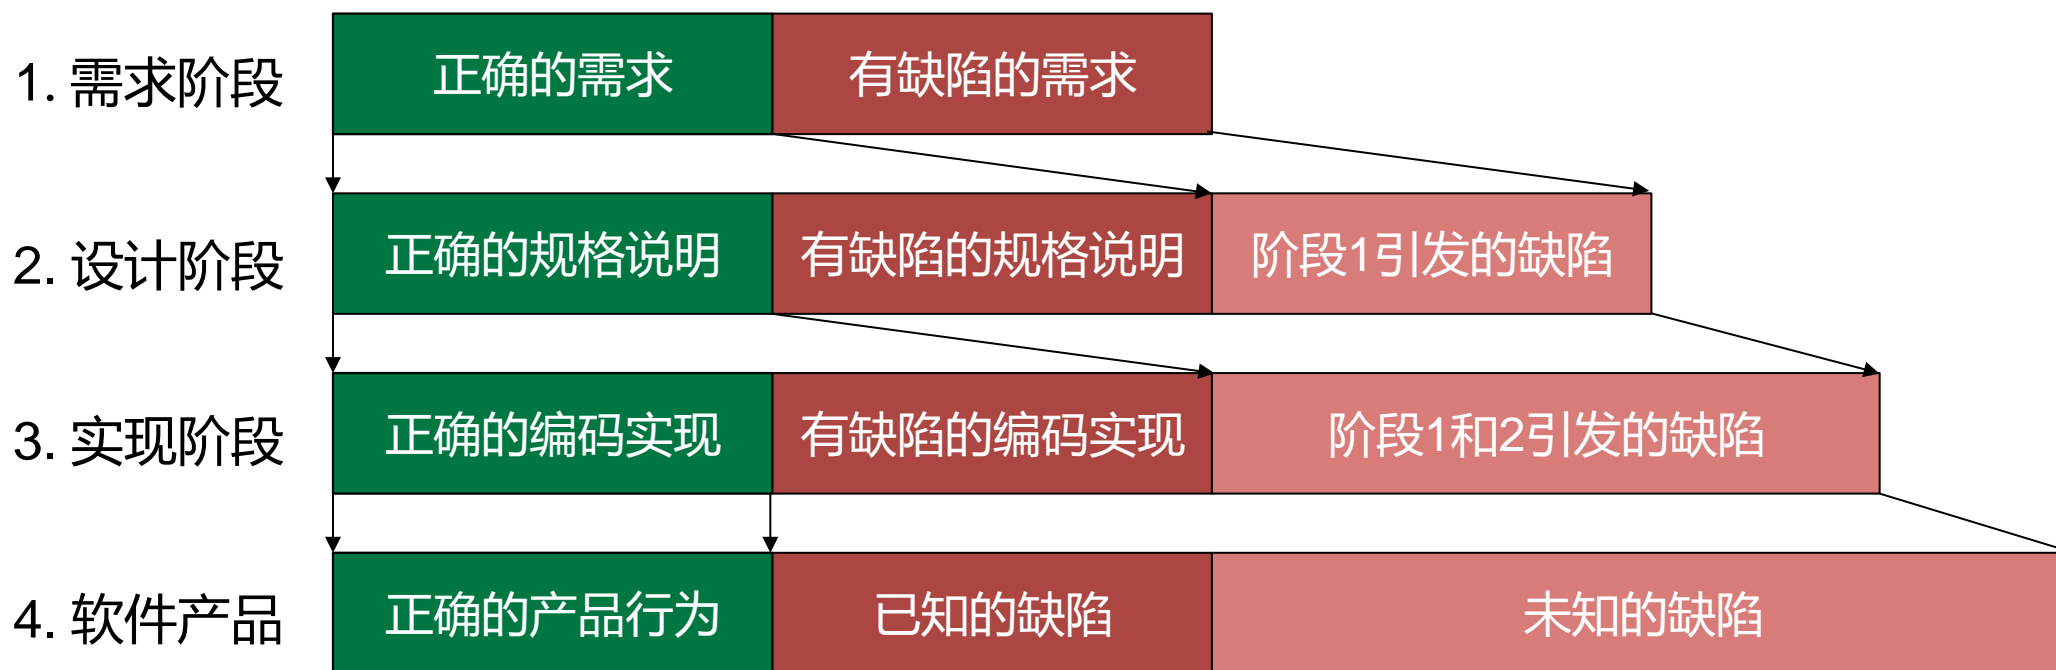 1. 需求阶段
正确的需求
有缺陷的需求
2. 设计阶段
正确的规格说明
有缺陷的规格说明
阶段1引发的缺陷
3. 实现阶段
正确的编码实现
有缺陷的编码实现
阶段1和2引发的缺陷
4. 软件产品
正确的产品行为
已知的缺陷
未知的缺陷